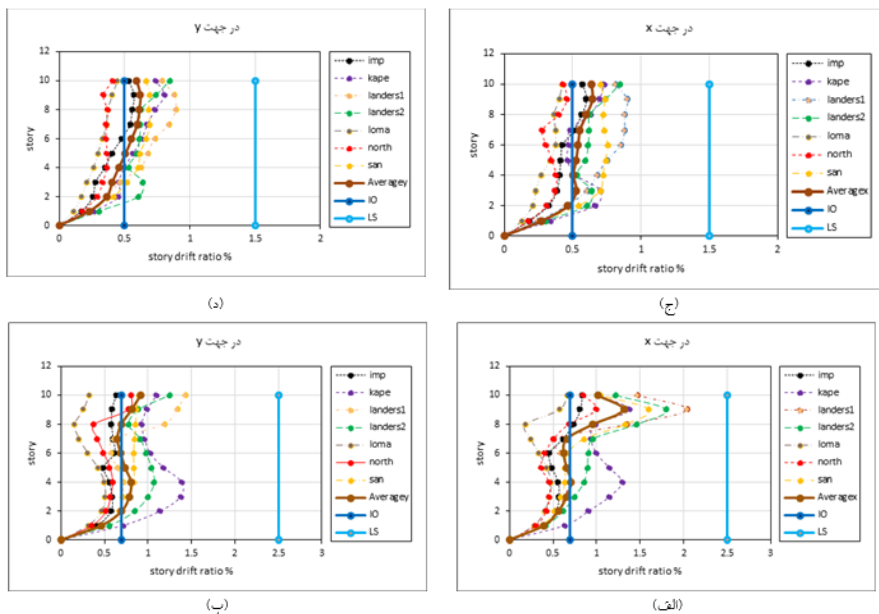 در جهت y
12
10
8
6
4
2
0
story
0
0.5
1
1.5
2
story drift ratio %
imp
kape
landers1
landers2
loma
north
san
Averagey
IO
LS
(د)
در جهت x
12
10
8
6
4
2
0
story
0
0.5
1
1.5
2
story drift ratio %
imp
kape
landers1
landers2
loma
north
san
Averagex
IO
LS
(ج)
در جهت y
12
10
8
6
4
2
0
story
0
0.5
1
1.5
2
2.5
3
story drift ratio %
imp
kape
landers1
landers2
loma
north
san
Averagey
IO
LS
(ب)
در جهت x
12
10
8
6
4
2
0
story
0
0.5
1
1.5
2
2.5
3
story drift ratio %
imp
kape
landers1
landers2
loma
north
san
Averagex
IO
LS
(الف)